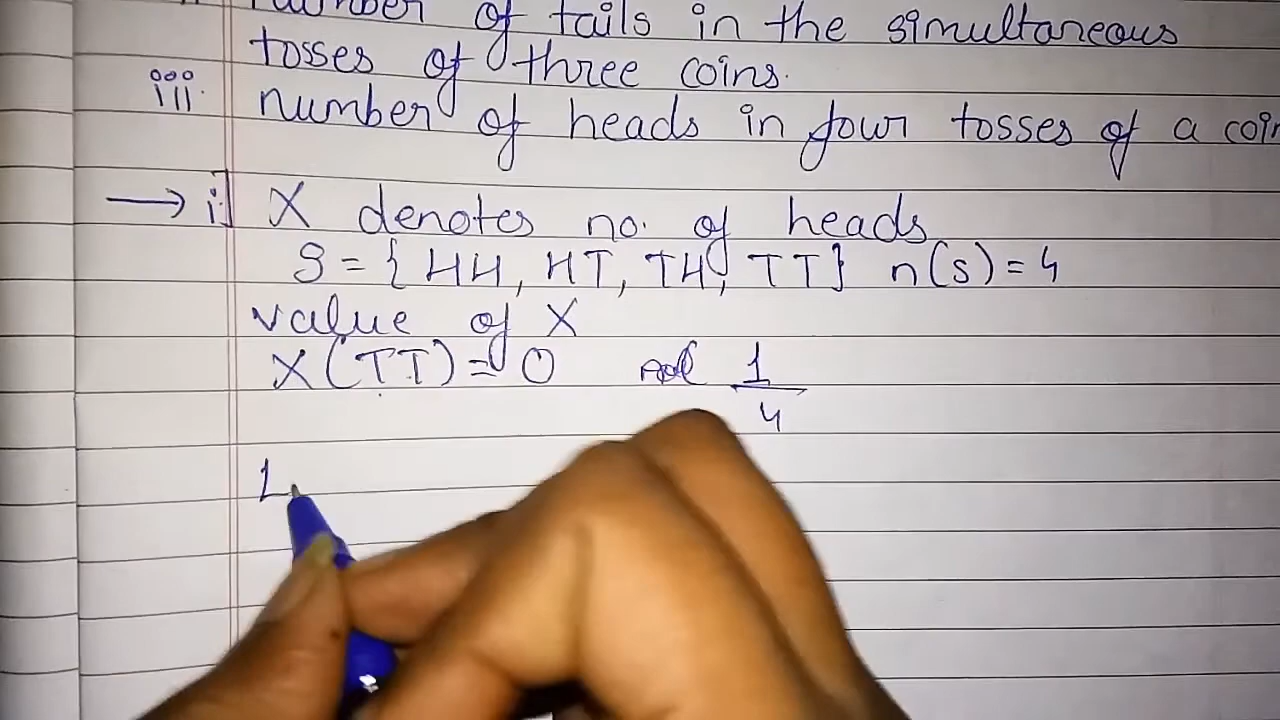 number of tails in the simultaneous
tosses of three coins.
iii. number of heads in four tosses of a coin
→ i] X denotes no. of heads
S = { HH, HT, TH, TT} n(s) = 4
value of X
X(TT) = 0 1/4